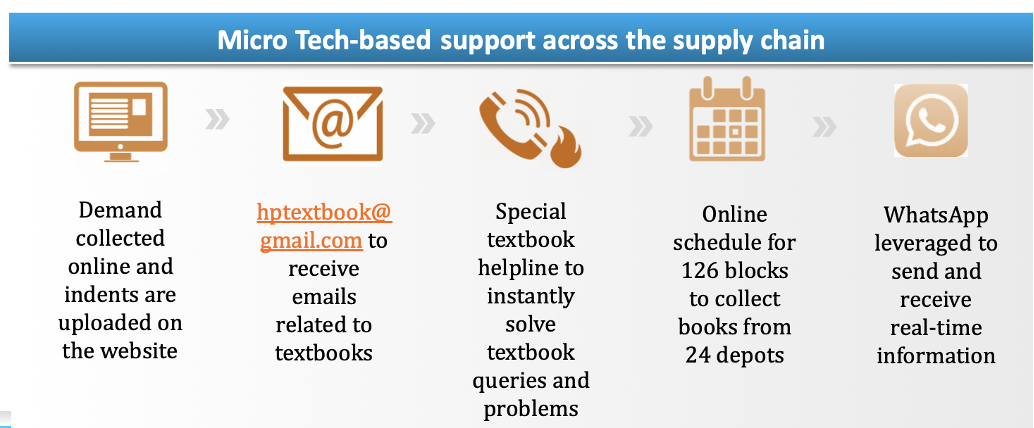 Micro Tech-based support across the supply chain
Demand
collected
online and
indents are
uploaded on
the website
hptextbook@
gmail.com to
receive
emails
related to
textbooks
Special
textbook
helpline to
instantly
solve
textbook
queries and
problems
Online
schedule for
126 blocks
to collect
books from
24 depots
WhatsApp
leveraged to
send and
receive
real-time
information